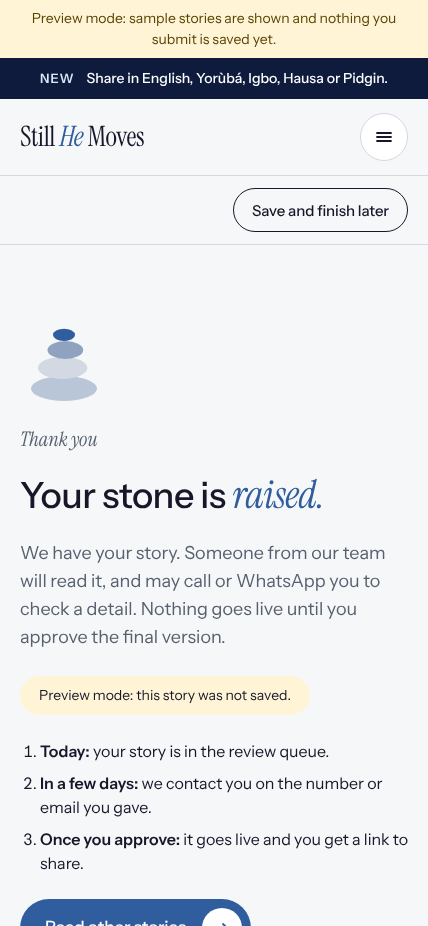 Preview mode: sample stories are shown and nothing you
submit is saved yet.
NEW Share in English, Yorùbá, Igbo, Hausa or Pidgin.
Still He Moves
Save and finish later
Thank you
Your stone is raised.
We have your story. Someone from our team
will read it, and may call or WhatsApp you to
check a detail. Nothing goes live until you
approve the final version.
Preview mode: this story was not saved.
1. Today: your story is in the review queue.
2. In a few days: we contact you on the number or
email you gave.
3. Once you approve: it goes live and you get a link to
share.
Read other stories